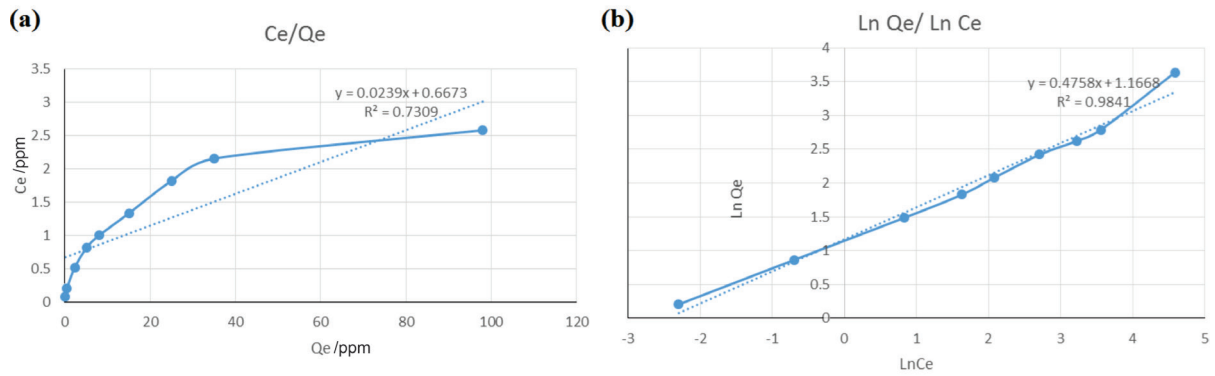 (a)
Ce/Qe
3.5
3
2.5
2
1.5
1
0.5
0
Ce /ppm
y = 0.0239x + 0.6673
R² = 0.7309
0 20 40 60 80 100 120
Qe /ppm
(b)
Ln Qe/ Ln Ce
4
3.5
3
2.5
2
1.5
1
0.5
0
Ln Qe
y = 0.4758x + 1.1668
R² = 0.9841
-3 -2 -1 0 1 2 3 4 5
LnCe